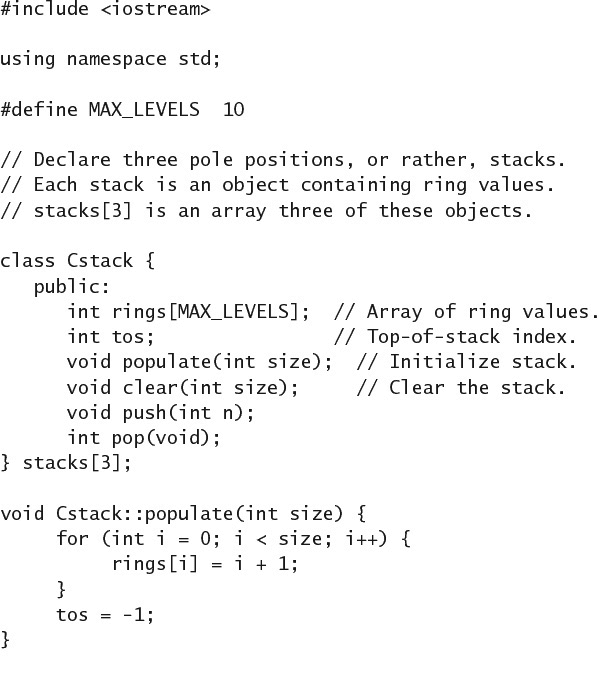 #include <iostream>
using namespace std;
#define MAX_LEVELS  10
// Declare three pole positions, or rather, stacks.
// Each stack is an object containing ring values.
// stacks[3] is an array three of these objects.
class Cstack {
   public:
      int rings[MAX_LEVELS];  // Array of ring values.
      int tos;                // Top-of-stack index.
      void populate(int size);  // Initialize stack.
      void clear(int size);     // Clear the stack.
      void push(int n);
      int pop(void);
} stacks[3];
void Cstack::populate(int size) {
     for (int i = 0; i < size; i++) {
          rings[i] = i + 1;
     }
     tos = -1;
}